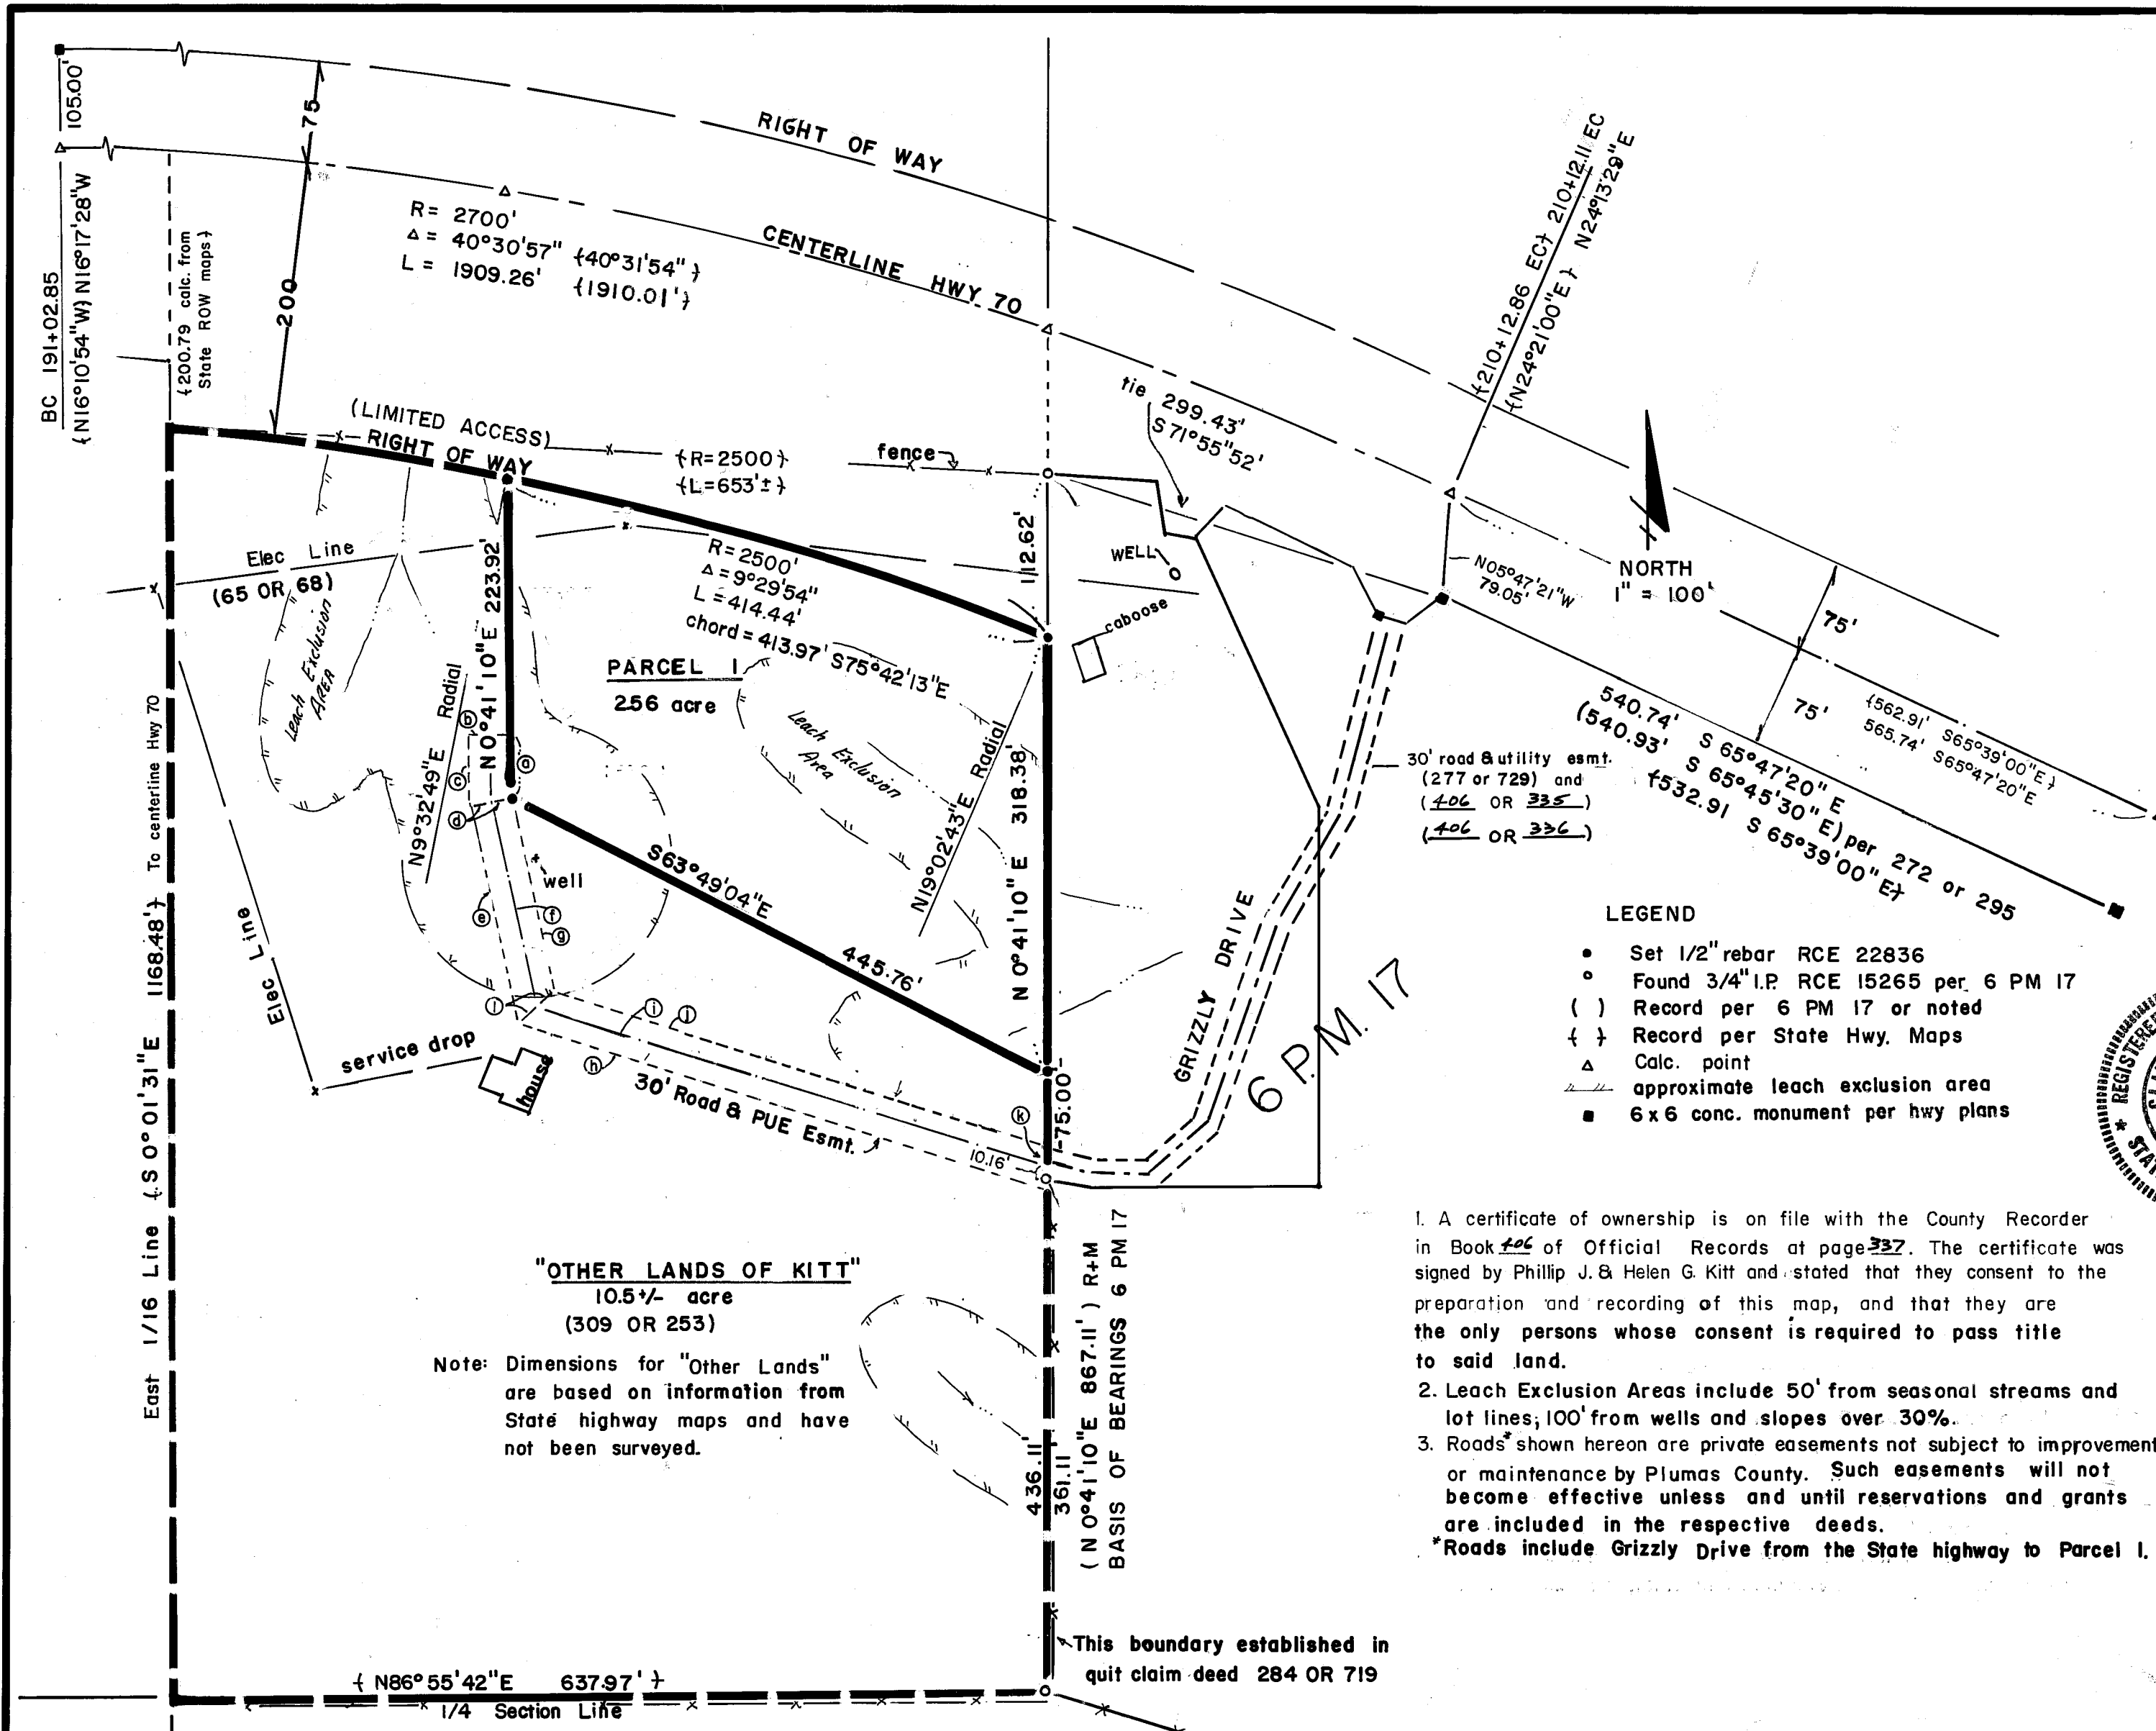 105.00'
75
RIGHT OF WAY
BC 191+02.85
{N16°10'54"W} N16°17'28"W
{200.79 calc. from
State ROW maps}
200
R= 2700'
Δ= 40°30'57" {40°31'54"}
L = 1909.26' {1910.01'}
CENTERLINE HWY 70
{210+12.86 EC} 210+12.11 EC
{N24°21'00"E} N24°13'29"E
(LIMITED ACCESS)
RIGHT OF WAY
{R=2500}
{L=653'±}
fence
tie 299.43'
S71°55"52'
112.62'
WELL
caboose
N05°47'21"W
79.05'
NORTH
1" = 100'
75'
75'
{562.91' S65°39'00"E}
565.74' S65°47'20"E
540.74' S 65°47'20" E
(540.93' S 65°45'30" E) per 272 or 295
{532.91 S 65°39'00" E}
Elec Line
(65 OR 68)
Leach Exclusion
AREA
N0°41'10"E 223.92'
R=2500'
Δ=9°29'54"
L=414.44'
chord=413.97' S75°42'13"E
PARCEL 1
2.56 acre
Leach Exclusion
Area
N9°32'49"E Radial
N19°02'43"E Radial
N 0°41'10" E 318.38'
b
a
c
d
e
f
g
well
S63°49'04"E
445.76'
30' road & utility esmt.
(277 or 729) and
(406 OR 335)
(406 OR 336)
GRIZZLY DRIVE
6 P.M. 17
East 1/16 Line {S 0°01'31"E 1168.48'} To centerline Hwy 70
Elec Line
service drop
house
l
i
j
h
k
30' Road & PUE Esmt.
75.00'
10.16'
LEGEND
Set 1/2" rebar RCE 22836
Found 3/4" I.P. RCE 15265 per 6 PM 17
( ) Record per 6 PM 17 or noted
{ } Record per State Hwy. Maps
Δ Calc. point
approximate leach exclusion area
6 x 6 conc. monument per hwy plans
REGISTERED
"OTHER LANDS OF KITT"
10.5+/- acre
(309 OR 253)
Note: Dimensions for "Other Lands"
are based on information from
State highway maps and have
not been surveyed.
436.11'
361.11'
(N 0°41'10"E 867.11') R+M
BASIS OF BEARINGS 6 PM 17
1. A certificate of ownership is on file with the County Recorder
in Book 406 of Official Records at page 337. The certificate was
signed by Phillip J. & Helen G. Kitt and stated that they consent to the
preparation and recording of this map, and that they are
the only persons whose consent is required to pass title
to said land.
2. Leach Exclusion Areas include 50' from seasonal streams and
lot lines; 100' from wells and slopes over 30%.
3. Roads* shown hereon are private easements not subject to improvement
or maintenance by Plumas County. Such easements will not
become effective unless and until reservations and grants
are included in the respective deeds.
*Roads include Grizzly Drive from the State highway to Parcel 1.
This boundary established in
quit claim deed 284 OR 719
{N86°55'42"E 637.97'}
1/4 Section Line